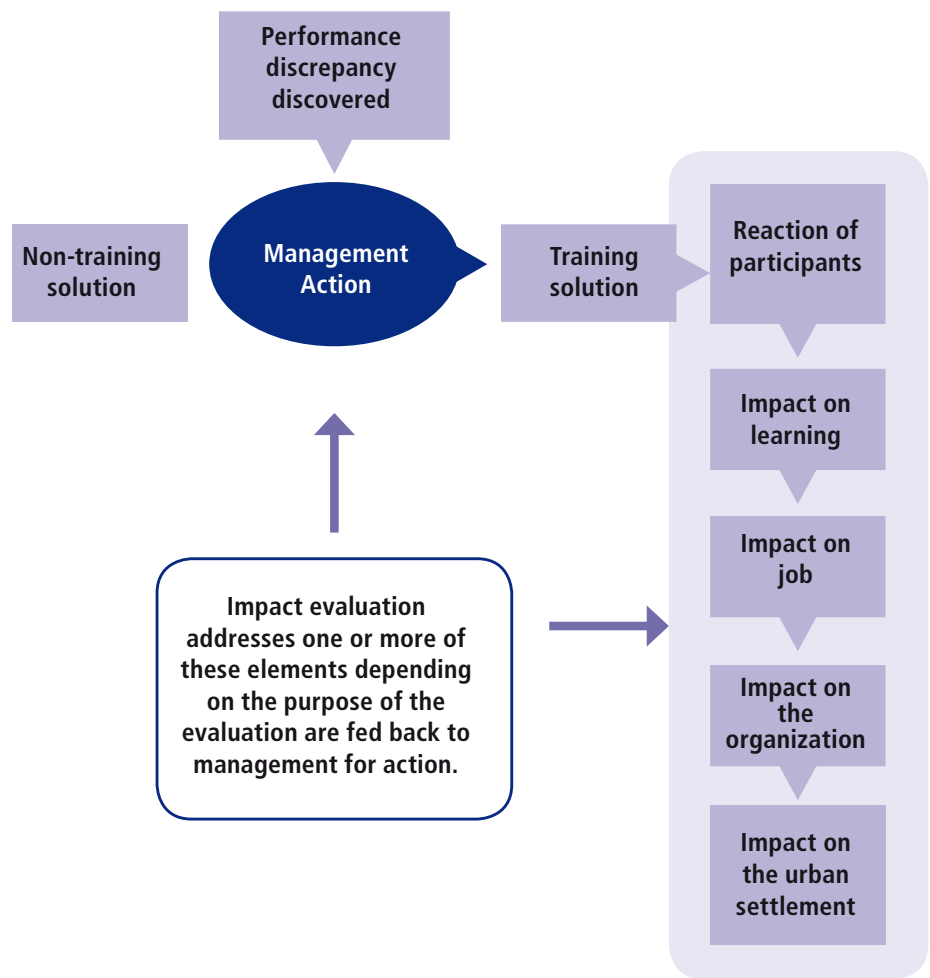 Performance
discrepancy
discovered
Non-training
solution
Management
Action
Training
solution
Reaction of
participants
Impact on
learning
Impact on
job
Impact on
the
organization
Impact on
the urban
settlement
Impact evaluation
addresses one or more of
these elements depending
on the purpose of the
evaluation are fed back to
management for action.